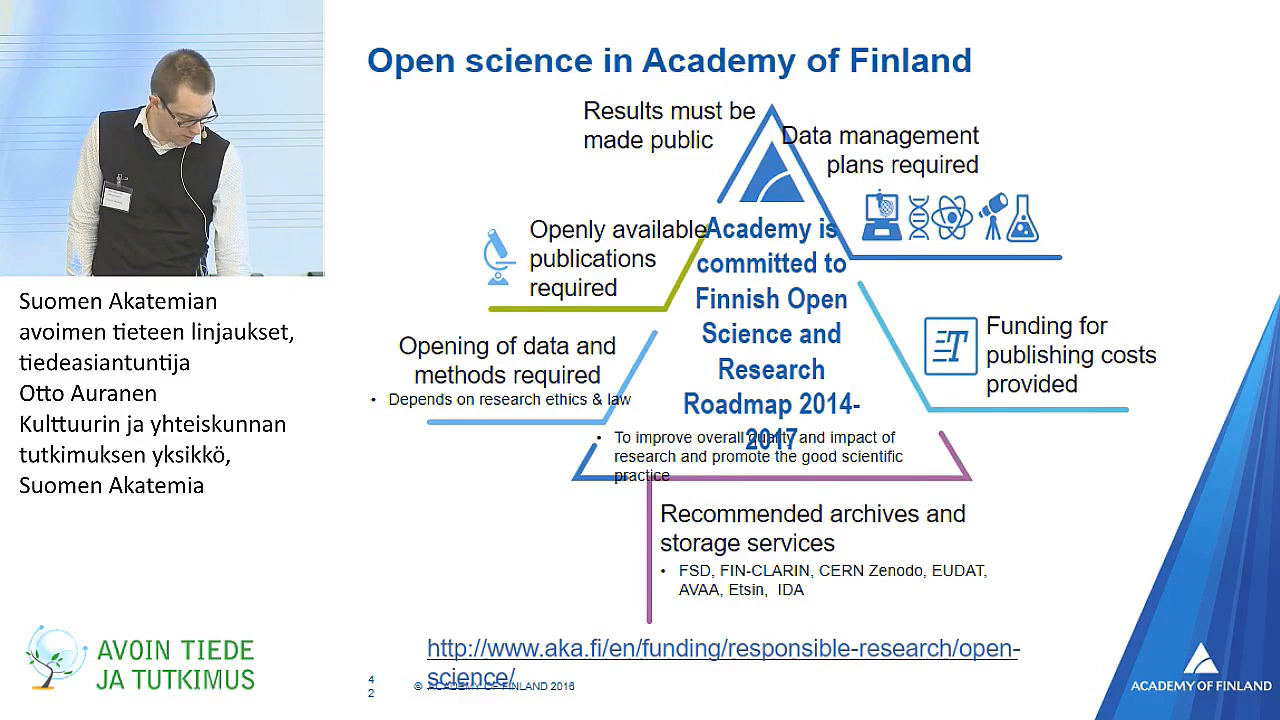 Open science in Academy of Finland
Results must be
made public
Data management
plans required
Openly available
publications
required
Academy is
committed to
Finnish Open
Science and
Research
Roadmap 2014-
2017
Opening of data and
methods required
• Depends on research ethics & law
T
Funding for
publishing costs
provided
• To improve overall quality and impact of
research and promote the good scientific
practice
Recommended archives and
storage services
• FSD, FIN-CLARIN, CERN Zenodo, EUDAT,
AVAA, Etsin, IDA
http://www.aka.fi/en/funding/responsible-research/open-
science/
4
2
© ACADEMY OF FINLAND 2016
ACADEMY OF FINLAND
Suomen Akatemian
avoimen tieteen linjaukset,
tiedeasiantuntija
Otto Auranen
Kulttuurin ja yhteiskunnan
tutkimuksen yksikkö,
Suomen Akatemia
AVOIN TIEDE
JA TUTKIMUS